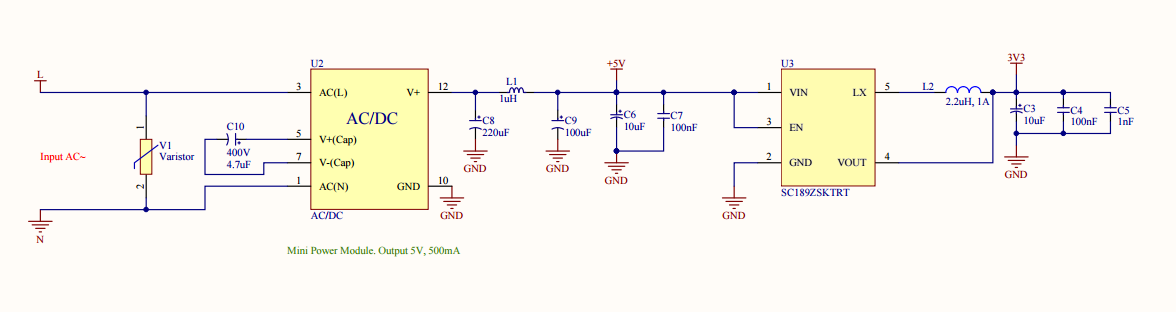 L
Input AC~
N
1
V1
Varistor
2
C10
400V
4.7uF
U2
3 AC(L) V+ 12
AC/DC
5 V+(Cap)
7 V-(Cap)
1 AC(N) GND 10
AC/DC
GND
Mini Power Module. Output 5V, 500mA
C8
220uF
GND
L1
1uH
C9
100uF
GND
+5V
C6
10uF
C7
100nF
GND
U3
1 VIN LX 5
3 EN
2 GND VOUT 4
SC189ZSKTRT
GND
L2
2.2uH, 1A
3V3
C3
10uF
C4
100nF
C5
1nF
GND